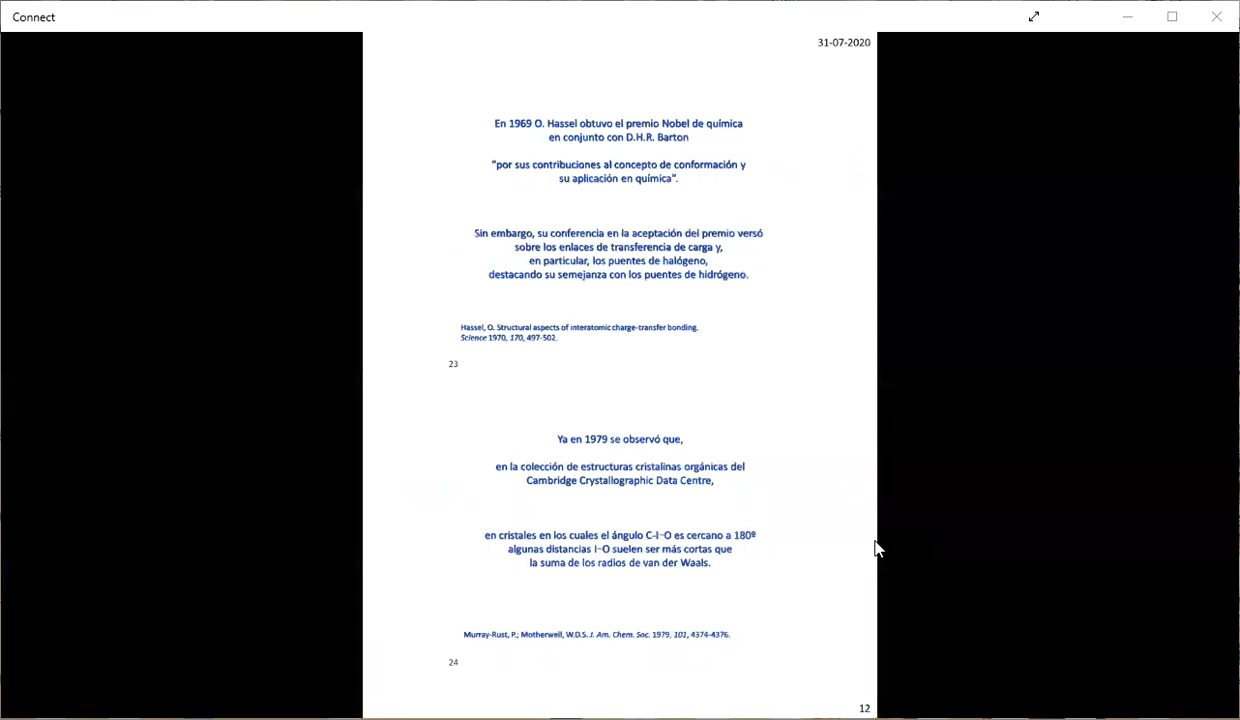 Connect
31-07-2020
En 1969 O. Hassel obtuvo el premio Nobel de química
en conjunto con D.H.R. Barton
"por sus contribuciones al concepto de conformación y
su aplicación en química".
Sin embargo, su conferencia en la aceptación del premio versó
sobre los enlaces de transferencia de carga y,
en particular, los puentes de halógeno,
destacando su semejanza con los puentes de hidrógeno.
Hassel, O. Structural aspects of interatomic charge-transfer bonding.
Science 1970, 170, 497-502.
23
Ya en 1979 se observó que,
en la colección de estructuras cristalinas orgánicas del
Cambridge Crystallographic Data Centre,
en cristales en los cuales el ángulo C-I--O es cercano a 180º
algunas distancias I--O suelen ser más cortas que
la suma de los radios de van der Waals.
Murray-Rust, P.; Motherwell, W.D.S. J. Am. Chem. Soc. 1979, 101, 4374-4376.
24
12